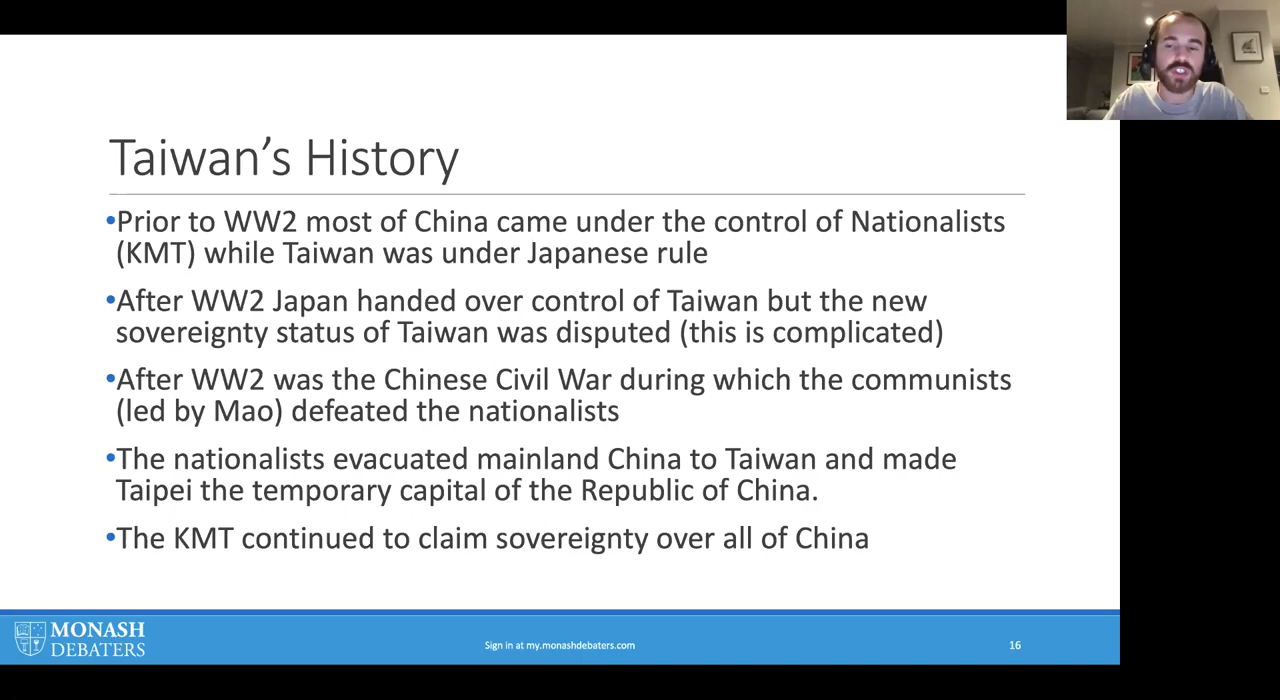 Taiwan’s History
•Prior to WW2 most of China came under the control of Nationalists
(KMT) while Taiwan was under Japanese rule
•After WW2 Japan handed over control of Taiwan but the new
sovereignty status of Taiwan was disputed (this is complicated)
•After WW2 was the Chinese Civil War during which the communists
(led by Mao) defeated the nationalists
•The nationalists evacuated mainland China to Taiwan and made
Taipei the temporary capital of the Republic of China.
•The KMT continued to claim sovereignty over all of China
MONASH
DEBATERS
Sign in at my.monashdebaters.com
16